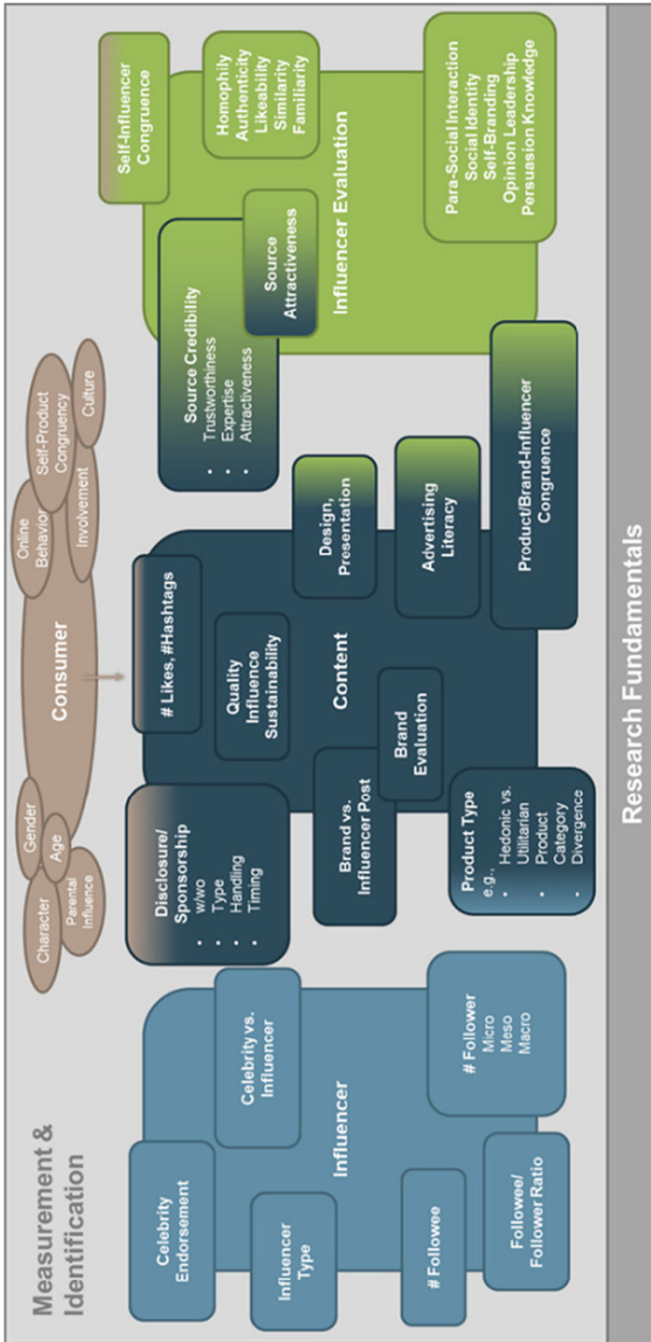 Measurement &
Identification
Character
Gender
Age
Parental
Influence
Consumer
Online
Behavior
Self-Product
Congruency
Involvement
Culture
Celebrity
Endorsement
Celebrity vs.
Influencer
Influencer
Type
Influencer
# Followee
Followee/
Follower Ratio
# Follower
Micro
Meso
Macro
Disclosure/
Sponsorship
• w/wo
• Type
• Handling
• Timing
# Likes, #Hashtags
Quality
Influence
Sustainability
Brand vs.
Influencer Post
Content
Brand
Evaluation
Design,
Presentation
Advertising
Literacy
Product Type
e.g.,
• Hedonic vs.
Utilitarian
• Product
Category
• Divergence
Product/Brand-Influencer
Congruence
Source Credibility
• Trustworthiness
• Expertise
• Attractiveness
Source
Attractiveness
Self-Influencer
Congruence
Homophily
Authenticity
Likeability
Similarity
Familiarity
Influencer Evaluation
Para-Social Interaction
Social Identity
Self-Branding
Opinion Leadership
Persuasion Knowledge
Research Fundamentals